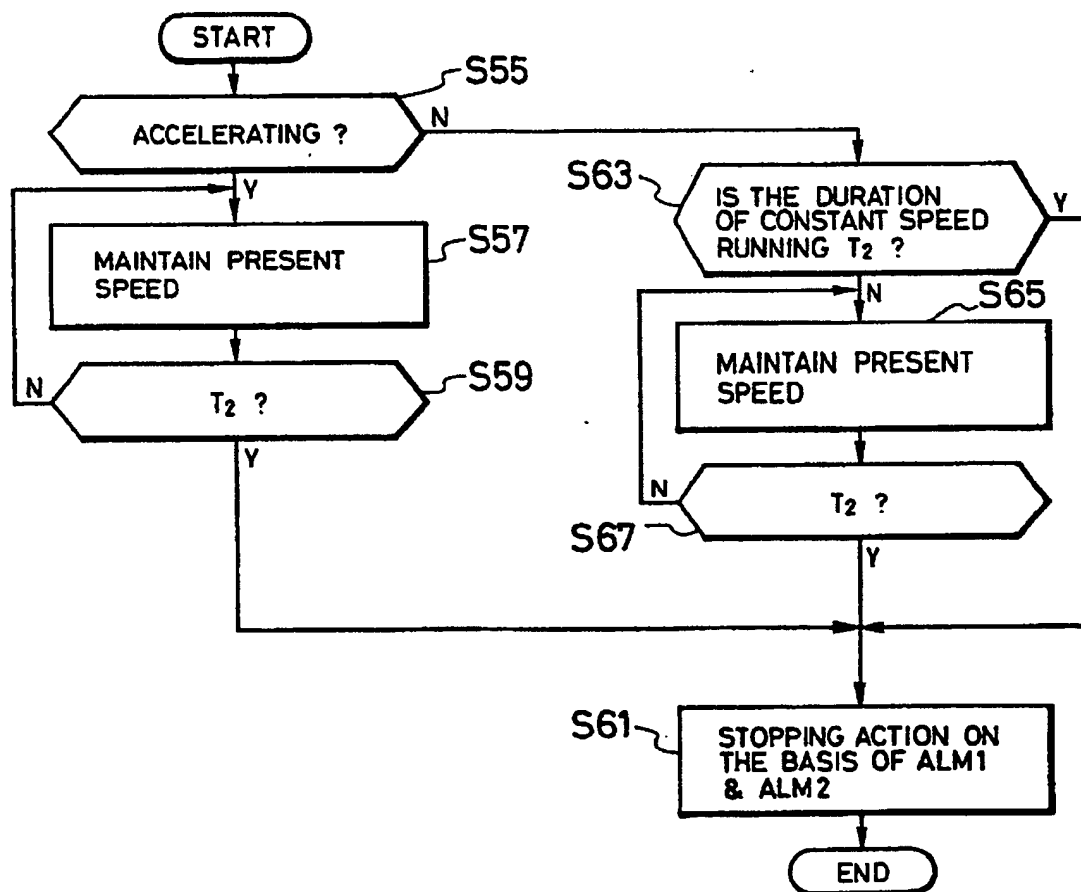 START
S55
ACCELERATING ?
N
Y
S57
MAINTAIN PRESENT
SPEED
S59
T2 ?
N
Y
S63
IS THE DURATION
OF CONSTANT SPEED
RUNNING T2 ?
Y
N
S65
MAINTAIN PRESENT
SPEED
N
T2 ?
S67
Y
S61
STOPPING ACTION ON
THE BASIS OF ALM1
& ALM2
END